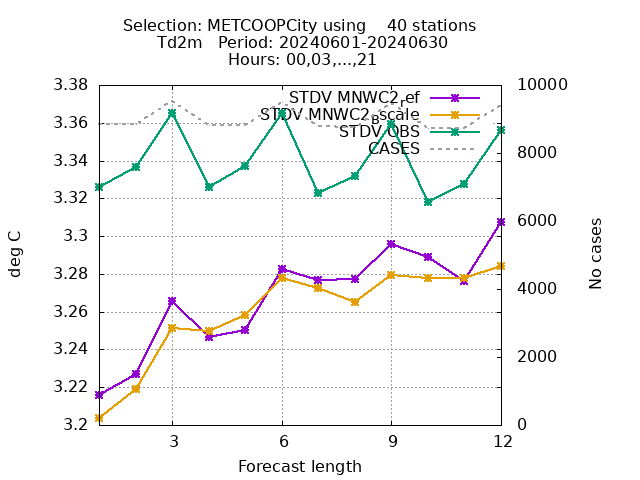 Selection: METCOOPCity using    40 stations
Td2m   Period: 20240601-20240630
Hours: 00,03,...,21
STDV MNWC2_ref
STDV MNWC2_Bscale
STDV OBS
CASES
3.38
3.36
3.34
3.32
3.3
3.28
3.26
3.24
3.22
3.2
10000
8000
6000
4000
2000
0
deg C
No cases
3
6
9
12
Forecast length